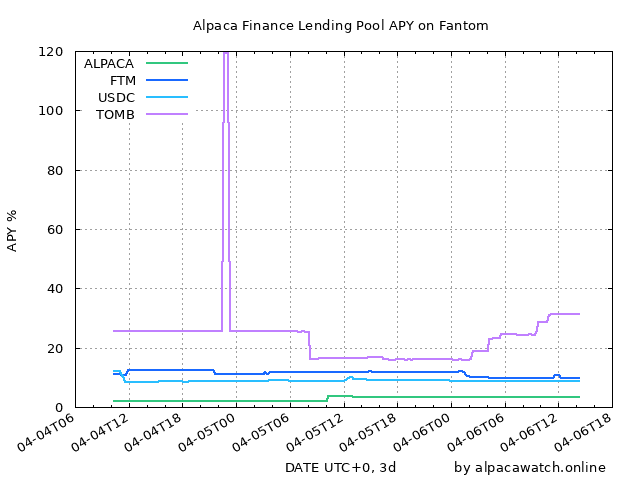 Alpaca Finance Lending Pool APY on Fantom
120
100
80
60
40
20
0
APY %
ALPACA
FTM
USDC
TOMB
04-04T06
04-04T12
04-04T18
04-05T00
04-05T06
04-05T12
04-05T18
04-06T00
04-06T06
04-06T12
04-06T18
DATE UTC+0, 3d
by alpacawatch.online